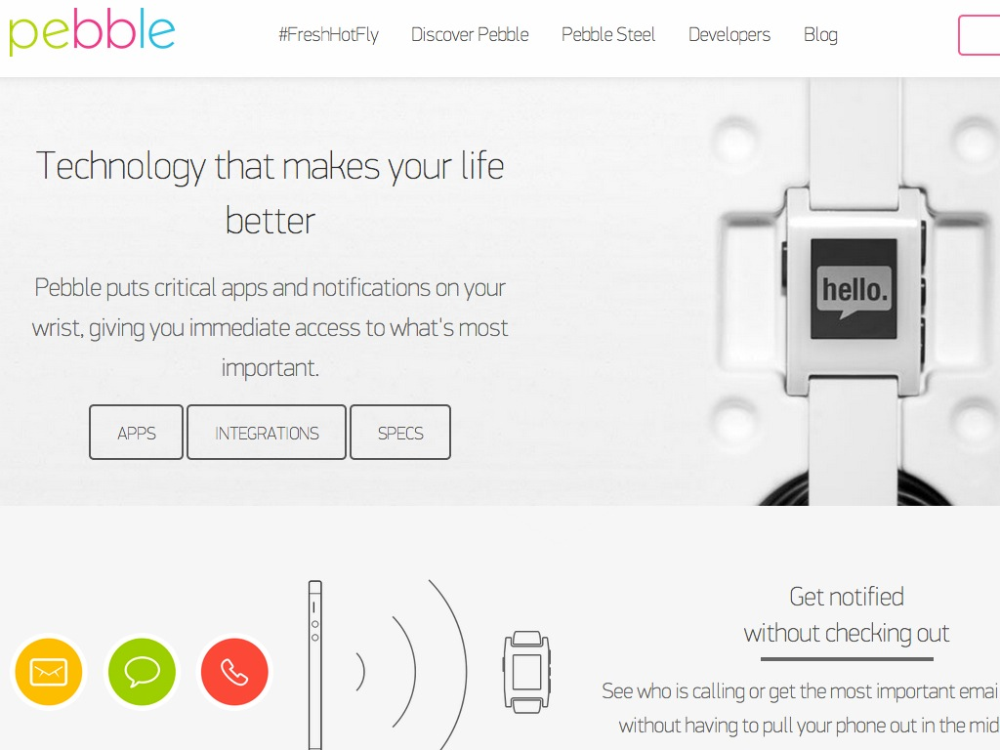 pebble
#FreshHotFly
Discover Pebble
Pebble Steel
Developers
Blog
Technology that makes your life
better
hello.
Pebble puts critical apps and notifications on your
wrist, giving you immediate access to what's most
important.
APPS
INTEGRATIONS
SPECS
Get notified
without checking out
See who is calling or get the most important emai
without having to pull your phone out in the mid